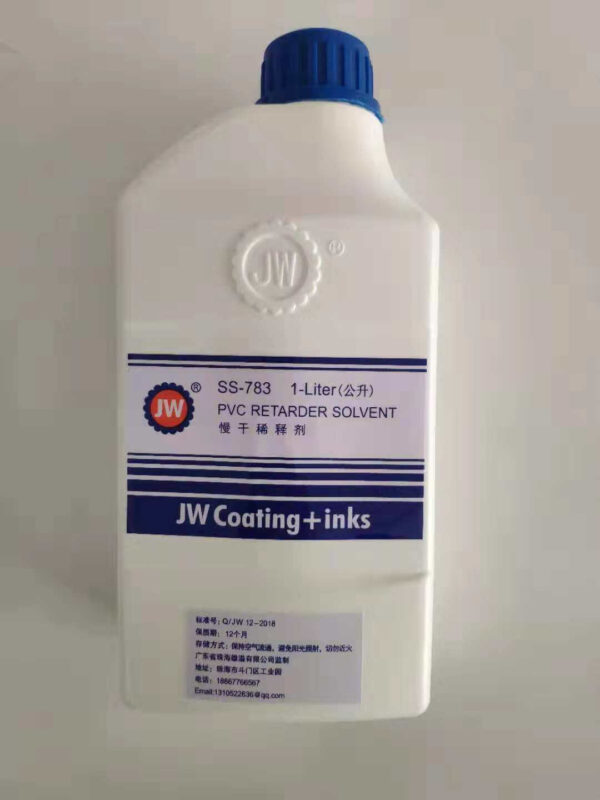 JW ®
JW ®
SS-783 1-Liter(公升)
PVC RETARDER SOLVENT
慢干稀释剂
JW Coating+inks
标准号：Q/JW 12-2018
保质期：12个月
存储方式：保持空气流通，避免阳光照射，切勿近火
广东省珠海雄溢有限公司监制
地址：珠海市斗门区工业园
电话：18867766567
Email:1310522836@qq.com